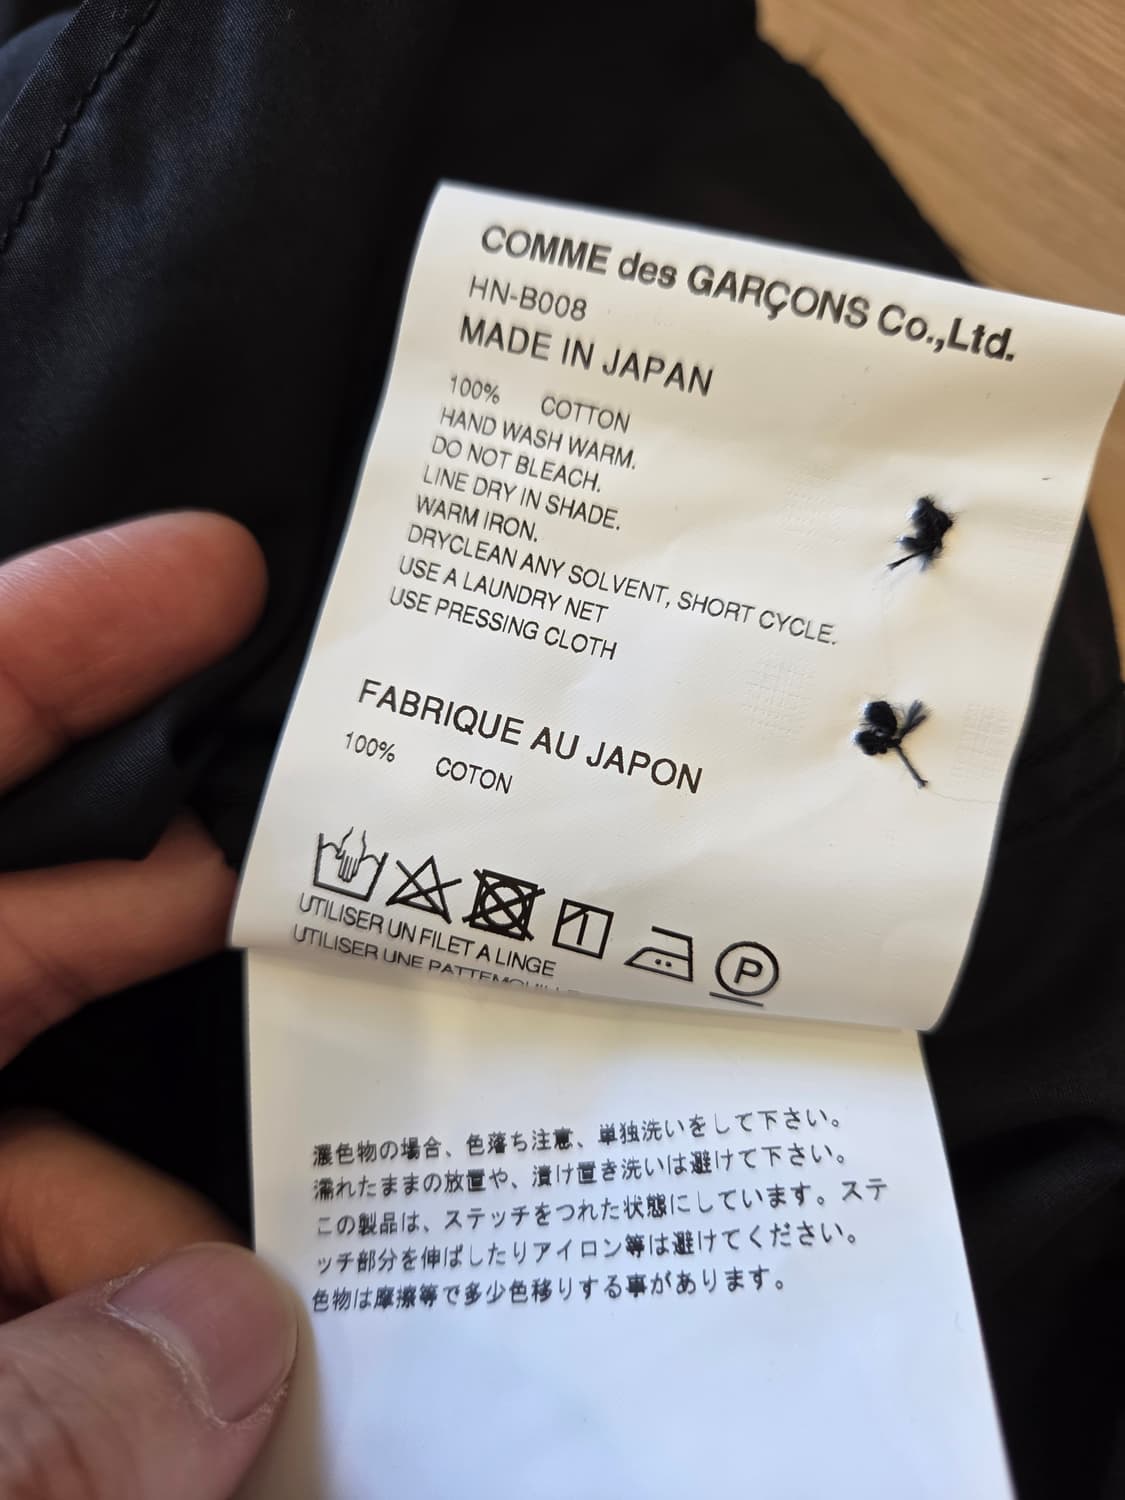 COMME des GARÇONS Co.,Ltd.
HN-B008
MADE IN JAPAN
100% COTTON
HAND WASH WARM.
DO NOT BLEACH.
LINE DRY IN SHADE.
WARM IRON.
DRYCLEAN ANY SOLVENT, SHORT CYCLE.
USE A LAUNDRY NET
USE PRESSING CLOTH
FABRIQUE AU JAPON
100% COTON
P
UTILISER UN FILET A LINGE
UTILISER UNE
濃色物の場合、色落ち注意、単独洗いをして下さい。
濡れたままの放置や、漬け置き洗いは避けて下さい。
この製品は、ステッチをつれた状態にしています。ステ
ッチ部分を伸ばしたりアイロン等は避けてください。
色物は摩擦等で多少色移りする事があります。